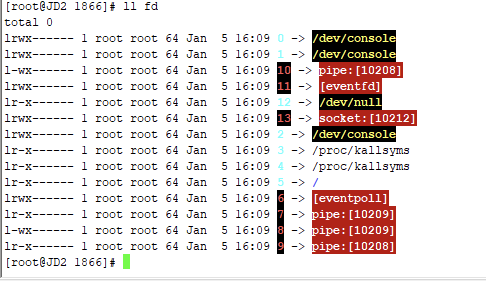 [root@JD2 1866]# ll fd
total 0
lrwx------ 1 root root 64 Jan  5 16:09 0 -> /dev/console
lrwx------ 1 root root 64 Jan  5 16:09 1 -> /dev/console
l-wx------ 1 root root 64 Jan  5 16:09 10 -> pipe:[10208]
lrwx------ 1 root root 64 Jan  5 16:09 11 -> [eventfd]
lr-x------ 1 root root 64 Jan  5 16:09 12 -> /dev/null
lrwx------ 1 root root 64 Jan  5 16:09 13 -> socket:[10212]
lrwx------ 1 root root 64 Jan  5 16:09 2 -> /dev/console
lr-x------ 1 root root 64 Jan  5 16:09 3 -> /proc/kallsyms
lr-x------ 1 root root 64 Jan  5 16:09 4 -> /proc/kallsyms
lr-x------ 1 root root 64 Jan  5 16:09 5 -> /
lrwx------ 1 root root 64 Jan  5 16:09 6 -> [eventpoll]
lr-x------ 1 root root 64 Jan  5 16:09 7 -> pipe:[10209]
l-wx------ 1 root root 64 Jan  5 16:09 8 -> pipe:[10209]
lr-x------ 1 root root 64 Jan  5 16:09 9 -> pipe:[10208]
[root@JD2 1866]#